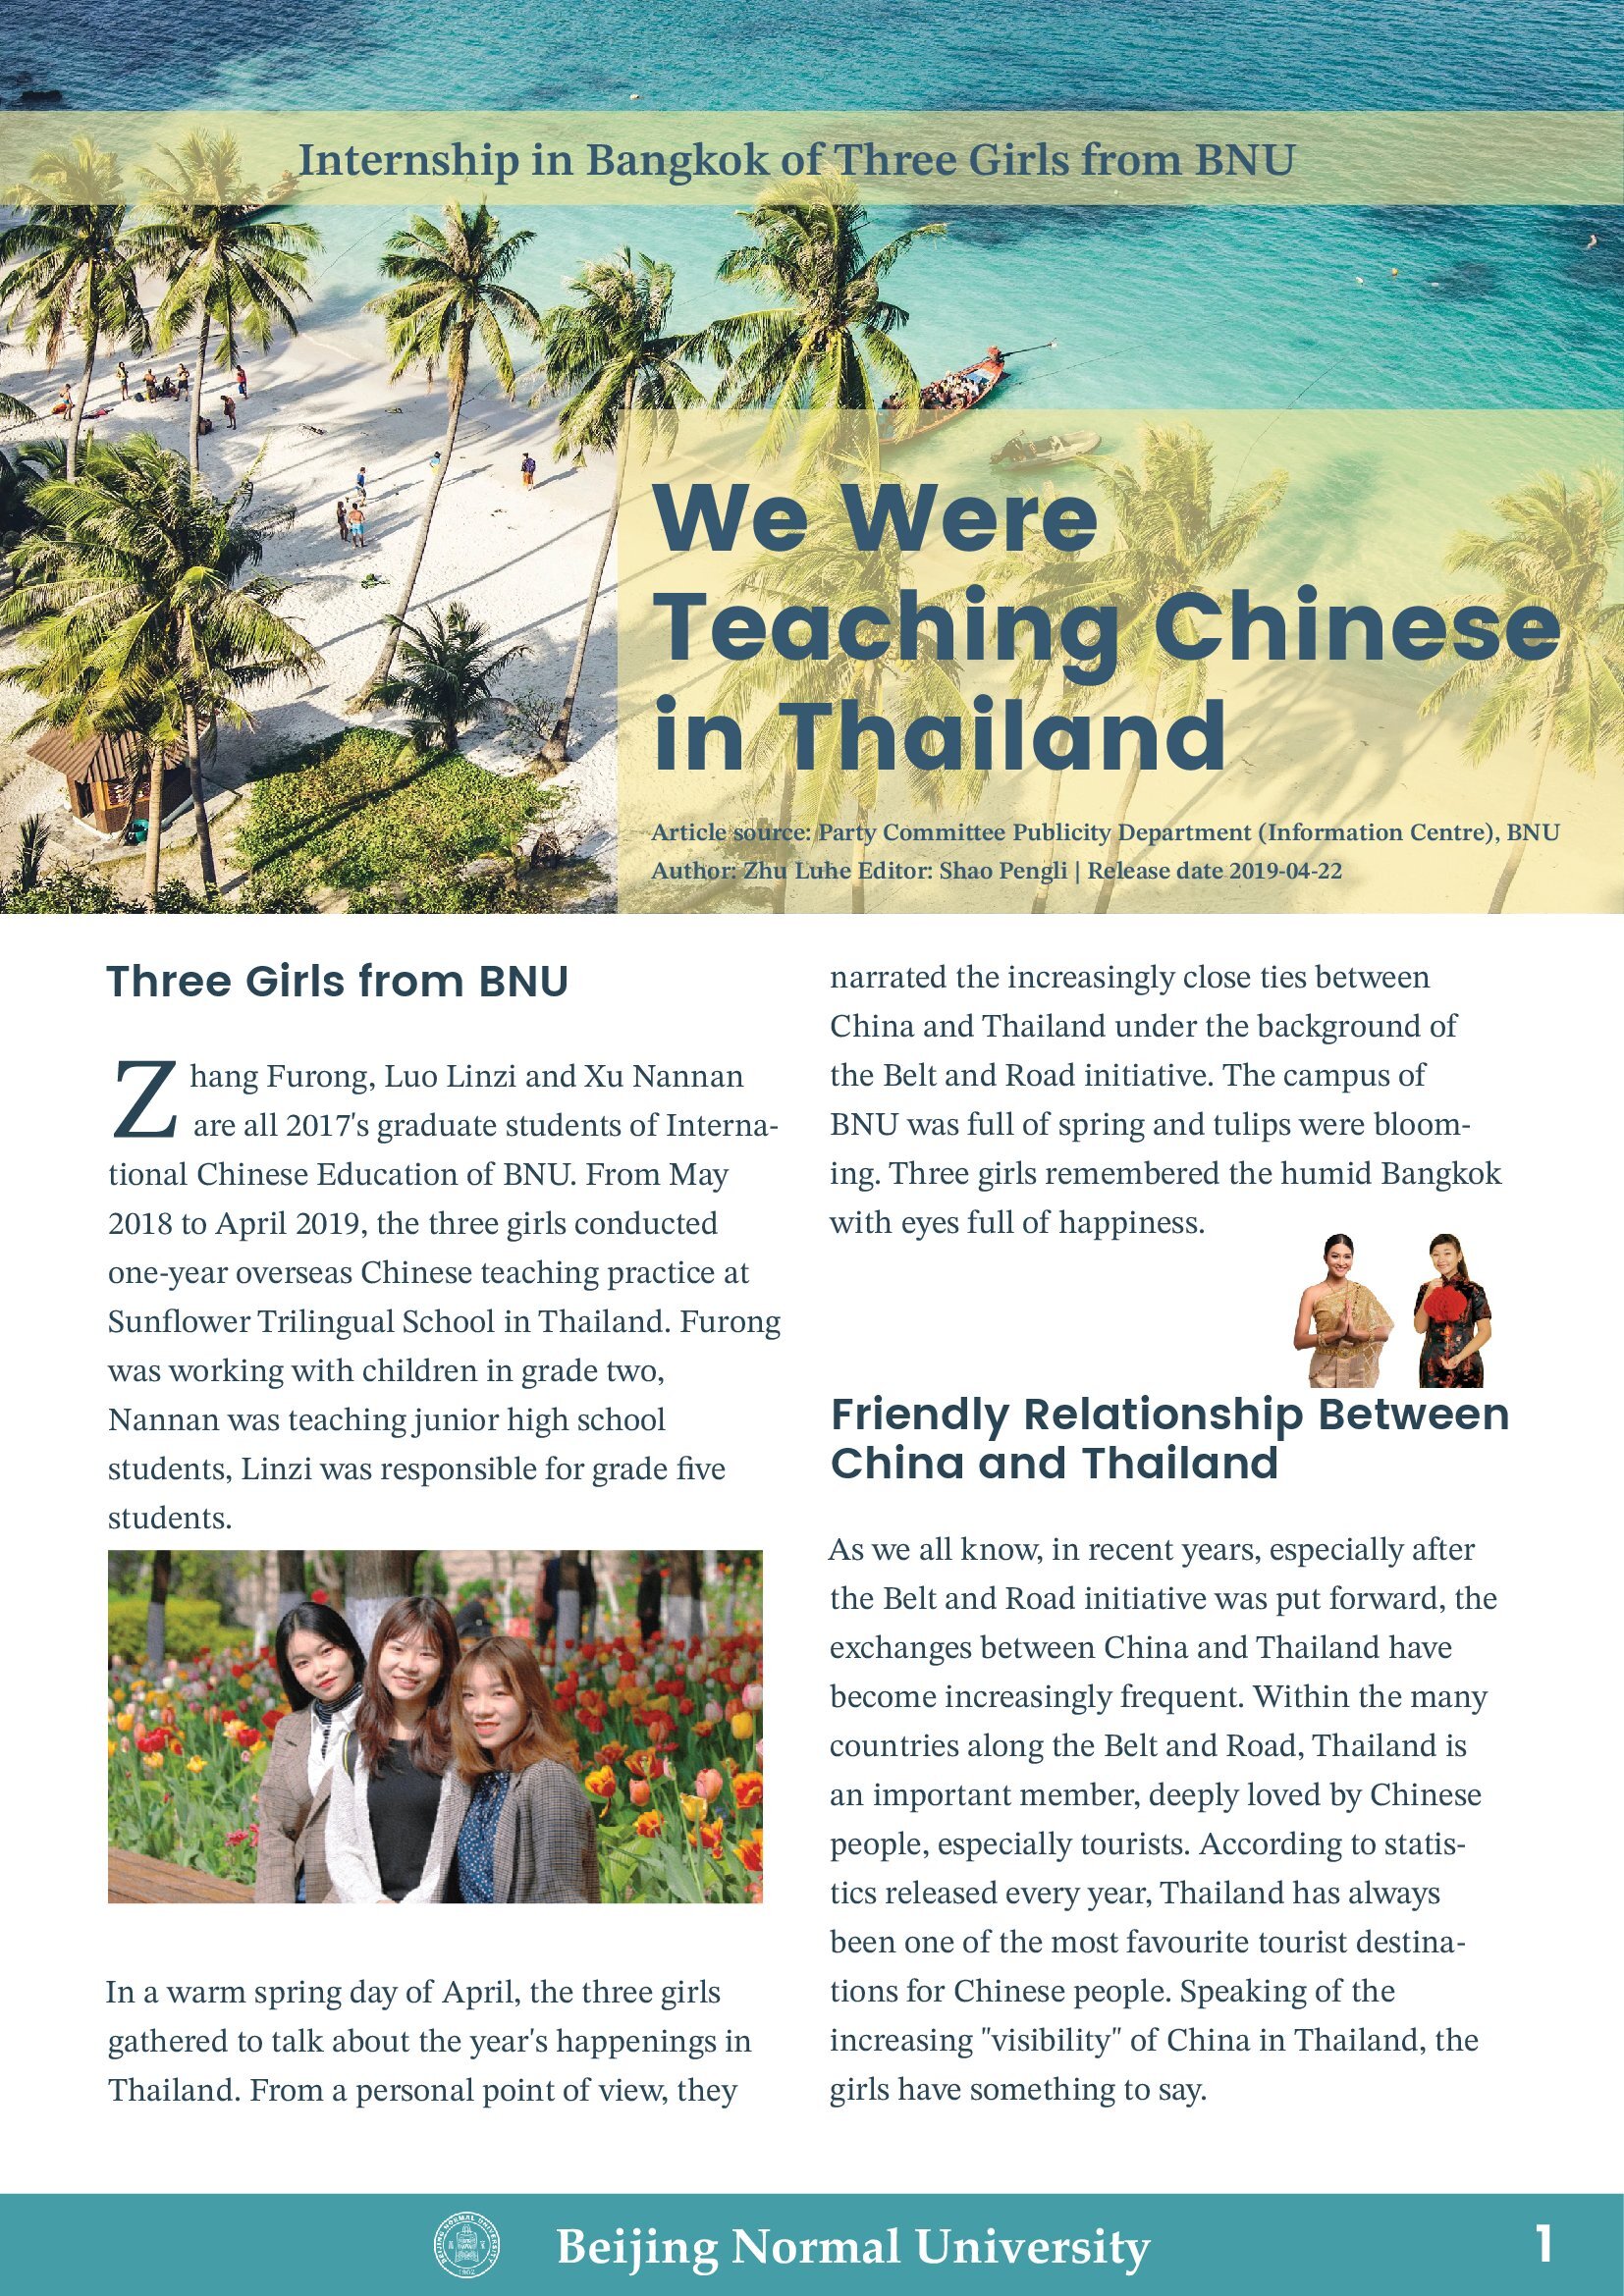 Internship in Bangkok of Three Girls from BNU
We Were
Teaching Chinese
in Thailand
Article source: Party Committee Publicity Department (Information Centre), BNU
Author: Zhu Luhe Editor: Shao Pengli | Release date 2019-04-22
Three Girls from BNU
Zhang Furong, Luo Linzi and Xu Nannan
are all 2017's graduate students of Interna-
tional Chinese Education of BNU. From May
2018 to April 2019, the three girls conducted
one-year overseas Chinese teaching practice at
Sunflower Trilingual School in Thailand. Furong
was working with children in grade two,
Nannan was teaching junior high school
students, Linzi was responsible for grade five
students.
In a warm spring day of April, the three girls
gathered to talk about the year's happenings in
Thailand. From a personal point of view, they
narrated the increasingly close ties between
China and Thailand under the background of
the Belt and Road initiative. The campus of
BNU was full of spring and tulips were bloom-
ing. Three girls remembered the humid Bangkok
with eyes full of happiness.
Friendly Relationship Between
China and Thailand
As we all know, in recent years, especially after
the Belt and Road initiative was put forward, the
exchanges between China and Thailand have
become increasingly frequent. Within the many
countries along the Belt and Road, Thailand is
an important member, deeply loved by Chinese
people, especially tourists. According to statis-
tics released every year, Thailand has always
been one of the most favourite tourist destina-
tions for Chinese people. Speaking of the
increasing "visibility" of China in Thailand, the
girls have something to say.
BEIJING NORMAL UNIVERSITY
1902
Beijing Normal University
1